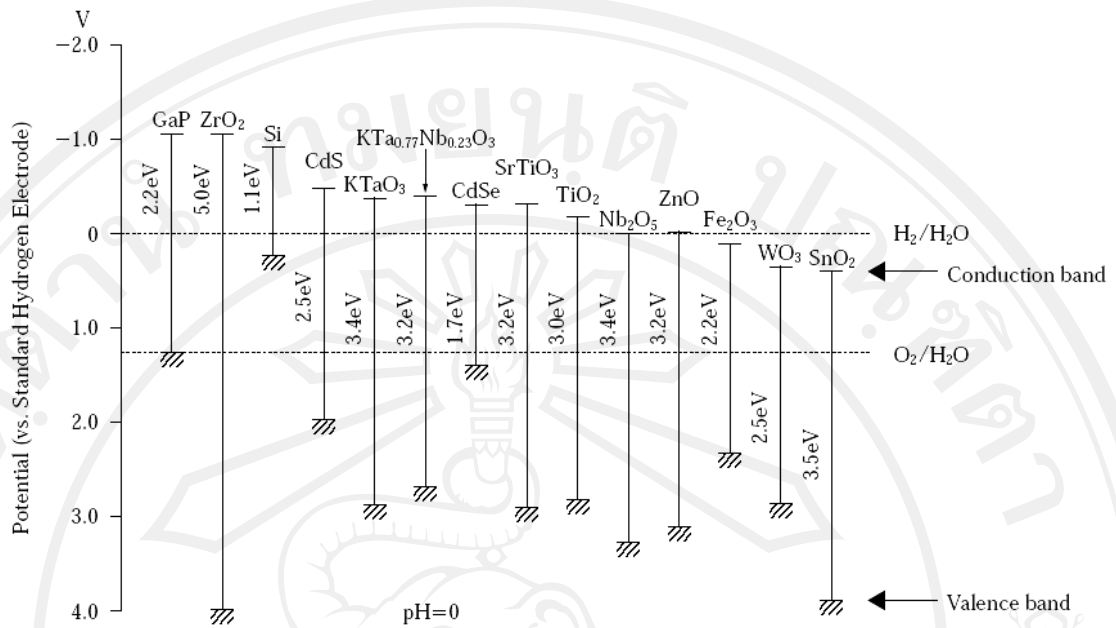 V
−2.0
−1.0
0
1.0
2.0
3.0
4.0
Potential (vs. Standard Hydrogen Electrode)
GaP
ZrO₂
Si
CdS
KTaO₃
KTa₀.₇₇Nb₀.₂₃O₃
CdSe
SrTiO₃
TiO₂
Nb₂O₅
ZnO
Fe₂O₃
WO₃
SnO₂
2.2eV
5.0eV
1.1eV
2.5eV
3.4eV
3.2eV
1.7eV
3.2eV
3.0eV
3.4eV
3.2eV
2.2eV
2.5eV
3.5eV
H₂/H₂O
Conduction band
O₂/H₂O
Valence band
pH=0